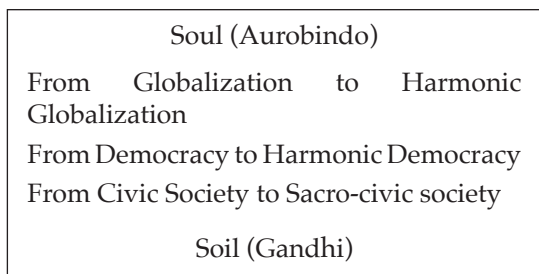 Soul (Aurobindo)
From Globalization to Harmonic
Globalization
From Democracy to Harmonic Democracy
From Civic Society to Sacro-civic society
Soil (Gandhi)